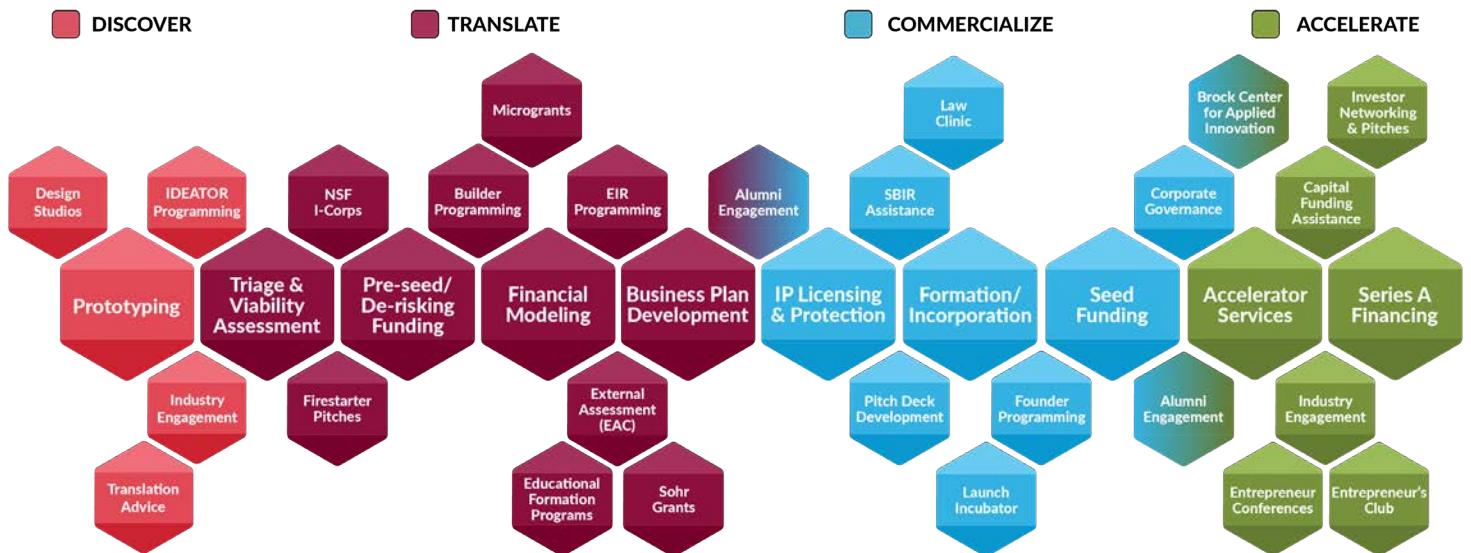 DISCOVER
TRANSLATE
COMMERCIALIZE
ACCELERATE
Microgrants
Law
Clinic
Brock Center
for Applied
Innovation
Investor
Networking
& Pitches
Design
Studios
IDEATOR
Programming
NSF
I-Corps
Builder
Programming
EIR
Programming
Alumni
Engagement
SBIR
Assistance
Corporate
Governance
Capital
Funding
Assistance
Prototyping
Triage &
Viability
Assessment
Pre-seed/
De-risking
Funding
Financial
Modeling
Business Plan
Development
IP Licensing
& Protection
Formation/
Incorporation
Seed
Funding
Accelerator
Services
Series A
Financing
Industry
Engagement
Firestarter
Pitches
External
Assessment
(EAC)
Pitch Deck
Development
Founder
Programming
Alumni
Engagement
Industry
Engagement
Translation
Advice
Educational
Formation
Programs
Sohr
Grants
Launch
Incubator
Entrepreneur
Conferences
Entrepreneur's
Club